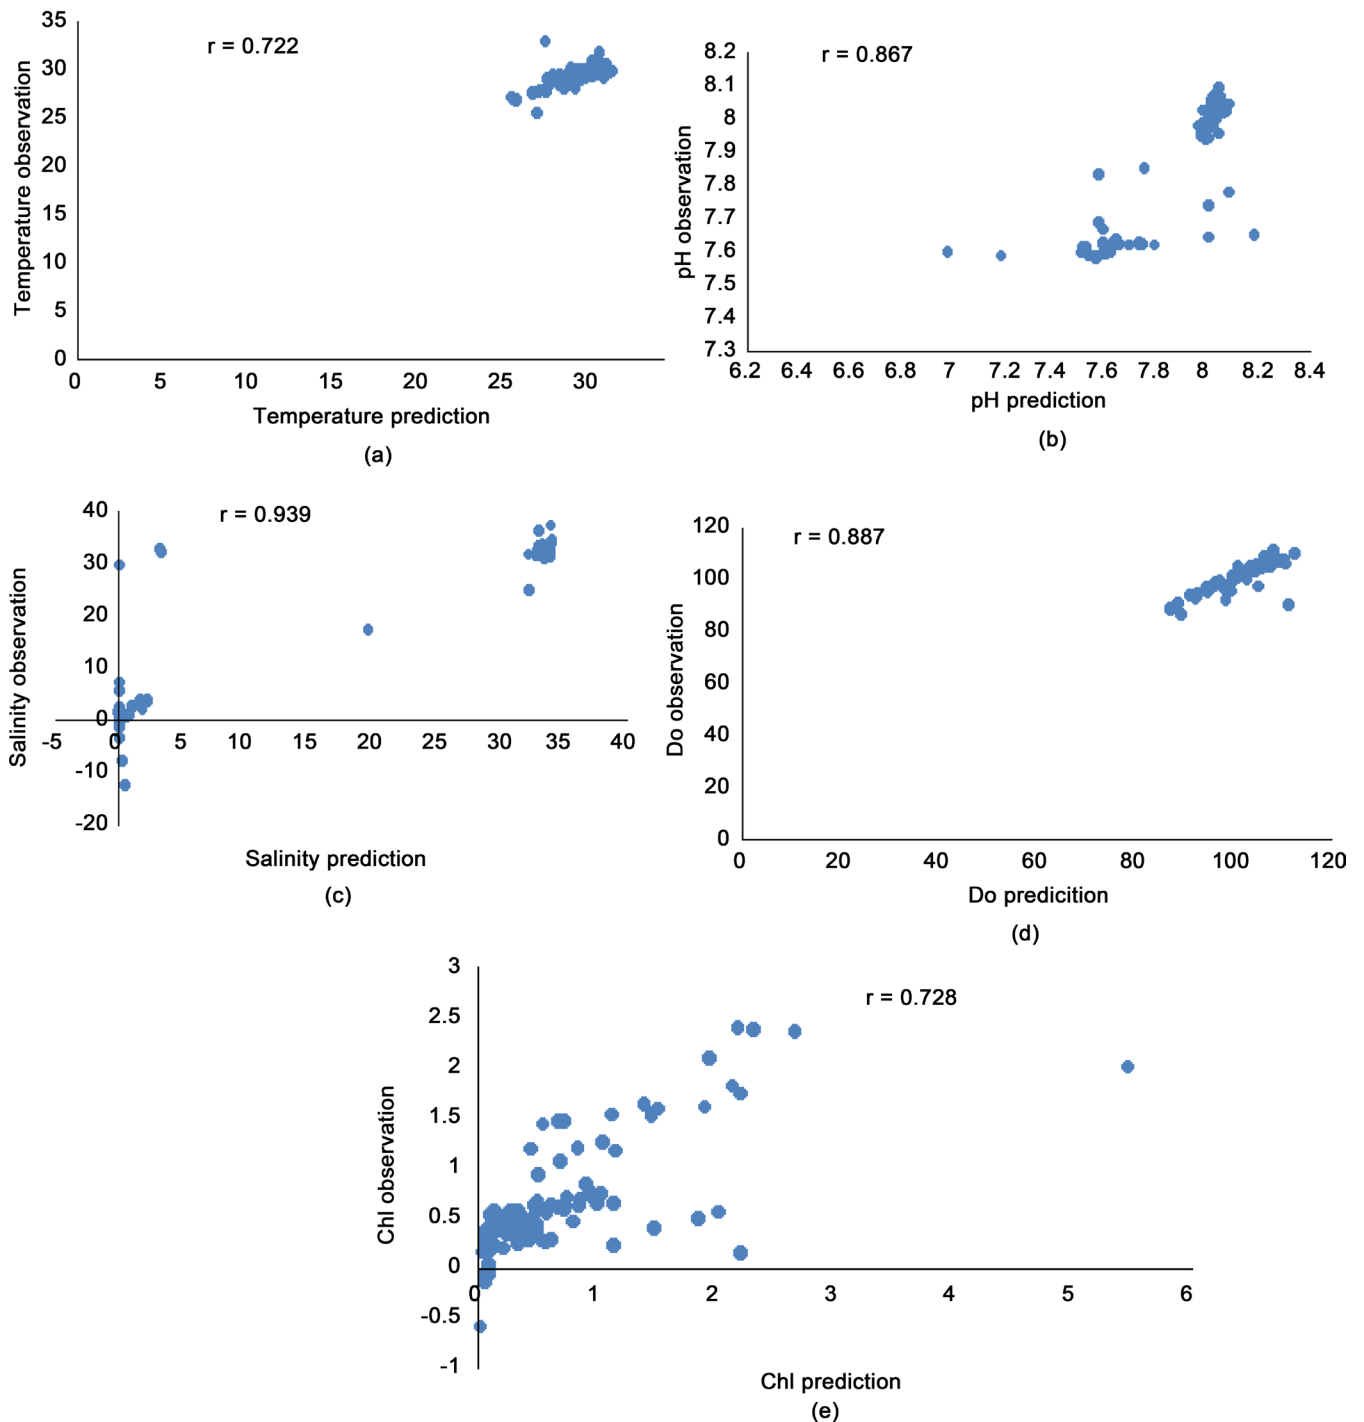 r = 0.722
Temperature observation
35
30
25
20
15
10
5
0
0 5 10 15 20 25 30
Temperature prediction
(a)
r = 0.867
pH observation
8.2
8.1
8
7.9
7.8
7.7
7.6
7.5
7.4
7.3
6.2 6.4 6.6 6.8 7 7.2 7.4 7.6 7.8 8 8.2 8.4
pH prediction
(b)
r = 0.939
Salinity observation
40
30
20
10
0
-10
-20
-5 0 5 10 15 20 25 30 35 40
Salinity prediction
(c)
r = 0.887
Do observation
120
100
80
60
40
20
0
0 20 40 60 80 100 120
Do predicition
(d)
r = 0.728
Chl observation
3
2.5
2
1.5
1
0.5
0
-0.5
-1
0 1 2 3 4 5 6
Chl prediction
(e)